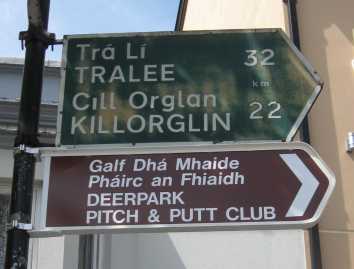 Trá Lí 32
TRALEE km
Cill Orglan
KILLORGLIN 22
Galf Dhá Mhaide
Pháirc an Fhiaidh
DEERPARK
PITCH & PUTT CLUB